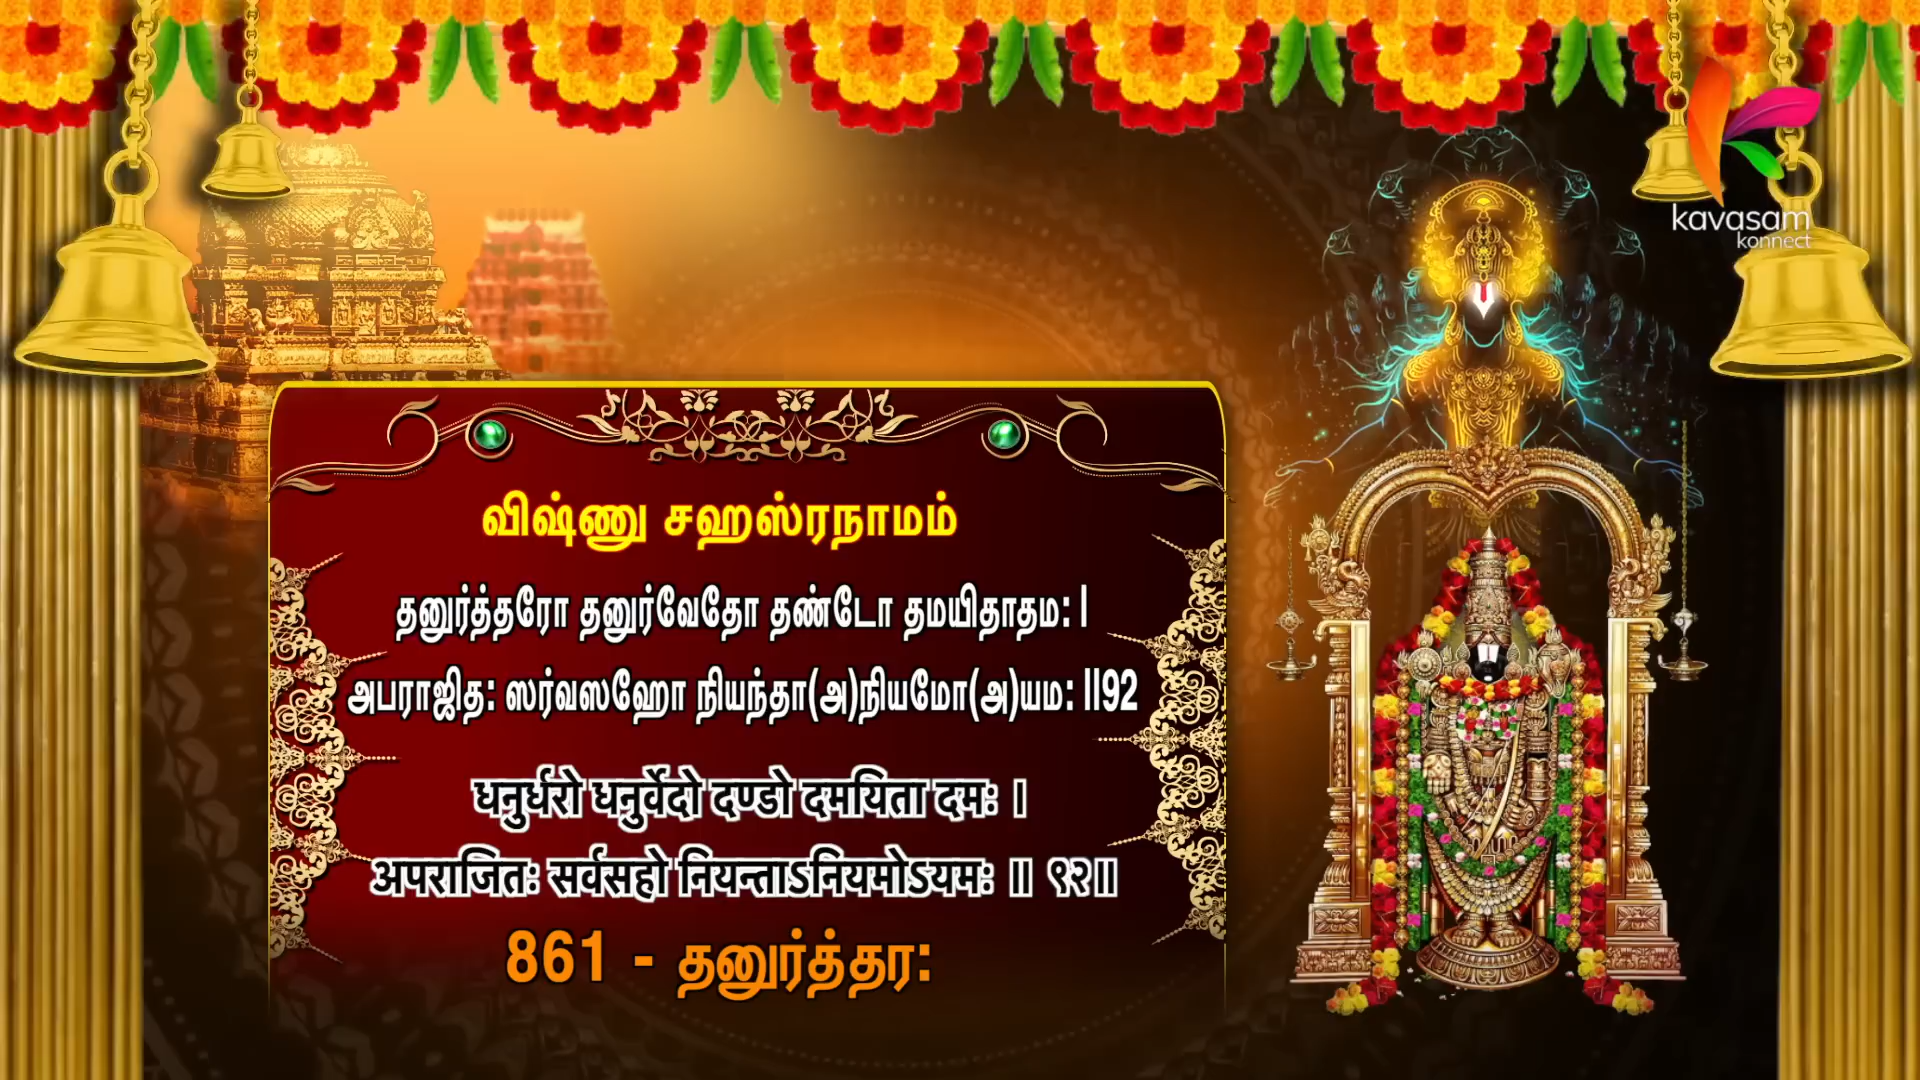 kavasam
konnect
விஷ்ணு சஹஸ்ரநாமம்
தனுர்த்தரோ தனுர்வேதோ தண்டோ தமயிதாதம: |
அபராஜித: ஸர்வஸஹோ நியந்தா(அ)நியமோ(அ)யம: ||92
धनुर्धरो धनुर्वेदो दण्डो दमयिता दमः ।
अपराजितः सर्वसहो नियन्ताऽनियमोऽयमः ॥ ९२॥
861 - தனுர்த்தர: